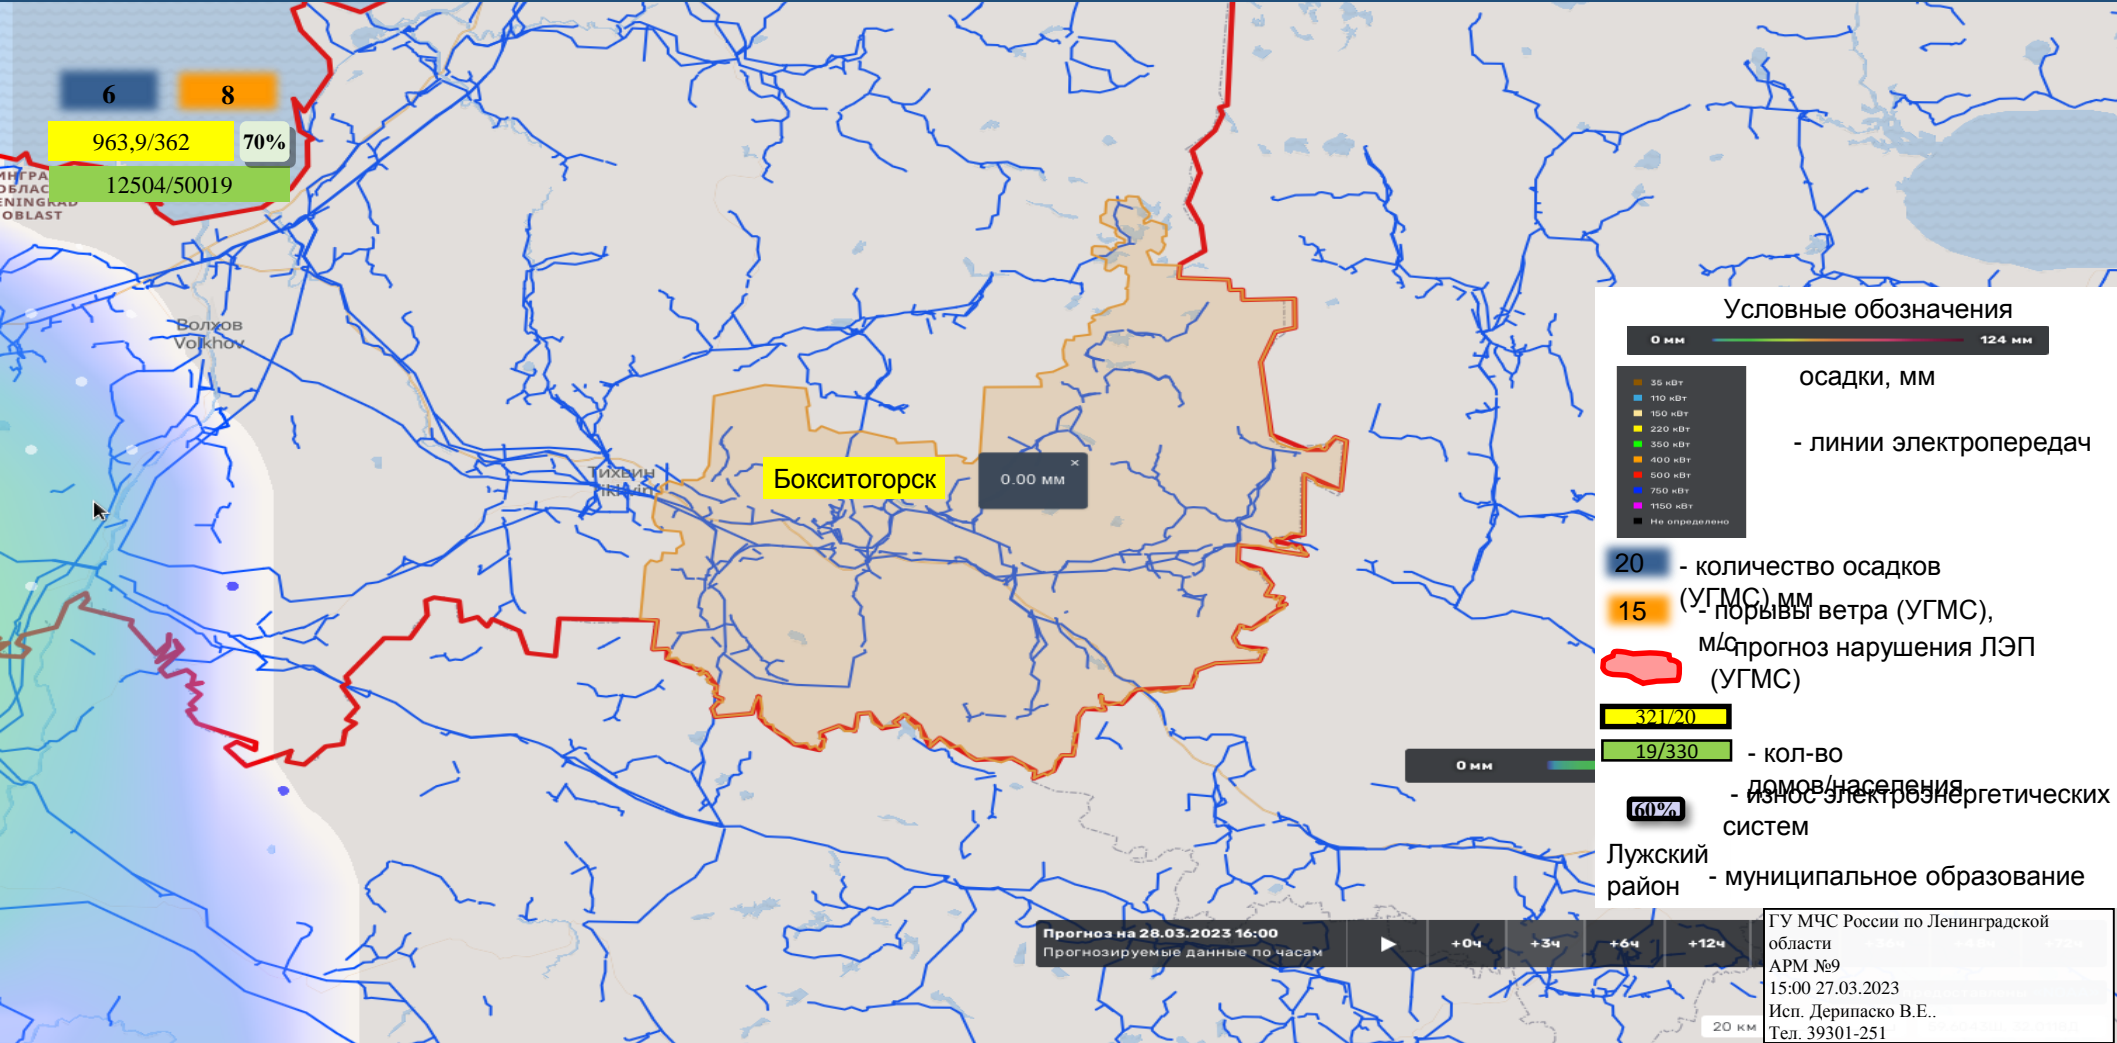 6
8
963,9/362
70%
12504/50019
ОБЛАС
ENINGRAD
OBLAST
Волхов
Volkhov
Тихвин
Tikhvin
Бокситогорск
×
0.00 мм
Условные обозначения
0 мм
124 мм
осадки, мм
35 кВт
110 кВт
150 кВт
220 кВт
350 кВт
400 кВт
500 кВт
750 кВт
1150 кВт
Не определено
- линии электропередач
20
- количество осадков
(УГМС),мм
15
- порывы ветра (УГМС),
м/с
- прогноз нарушения ЛЭП
(УГМС)
321/20
19/330
- кол-во
домов/населения
60%
- износ электроэнергетических
систем
Лужский
район
- муниципальное образование
0 мм
Прогноз на 28.03.2023 16:00
Прогнозируемые данные по часам
+0ч
+3ч
+6ч
+12ч
ГУ МЧС России по Ленинградской
области
АРМ №9
15:00 27.03.2023
Исп. Дерипаско В.Е..
Тел. 39301-251
20 км